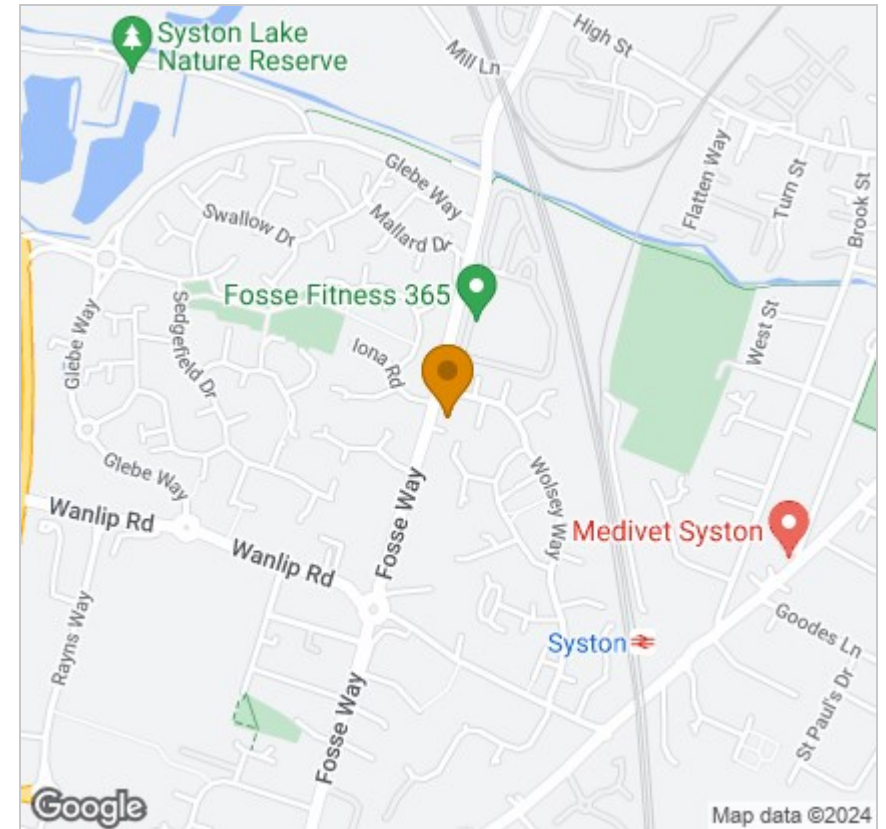 Syston Lake
Nature Reserve
High St
Mill Ln
Glebe Way
Flatten Way
Turn St
Brook St
Swallow Dr
Mallard Dr
Fosse Fitness 365
Glebe Way
Sedgefield Dr
Iona Rd
West St
Glebe Way
Wolsey Way
Wanlip Rd
Fosse Way
Medivet Syston
Wanlip Rd
Rayns Way
Goodes Ln
Syston
St Paul's Dr
Fosse Way
Google
Map data ©2024